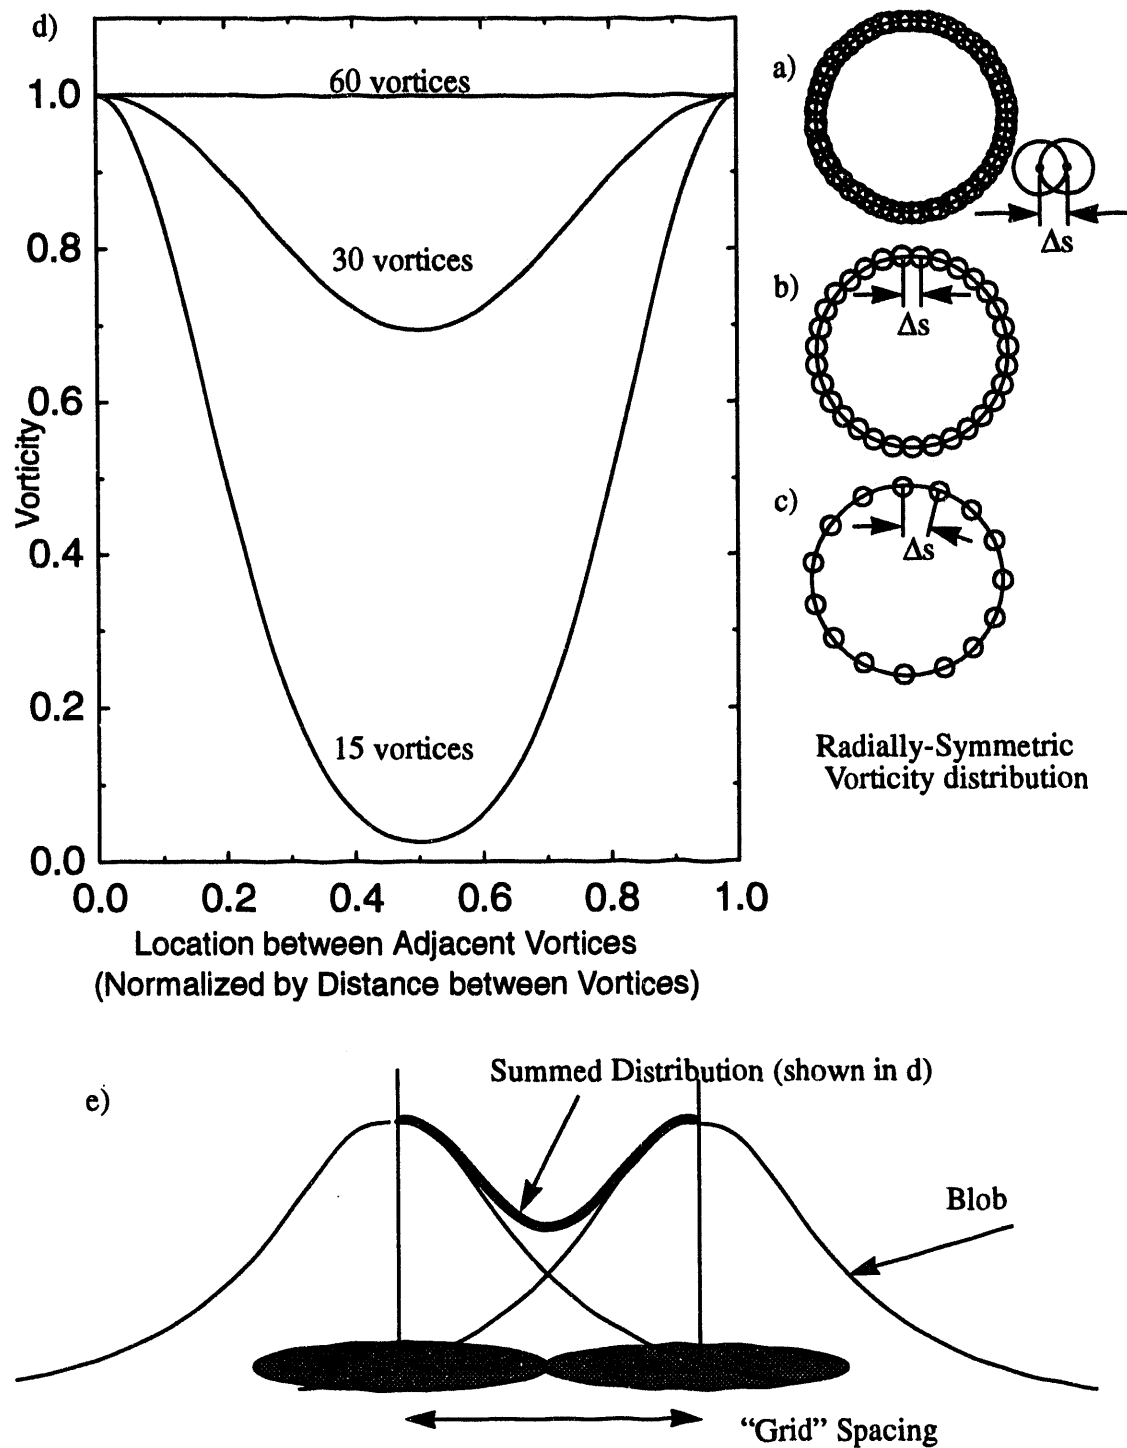 d)
60 vortices
1.0
0.8
30 vortices
0.6
Vorticity
0.4
0.2
15 vortices
0.0
0.0 0.2 0.4 0.6 0.8 1.0
Location between Adjacent Vortices
(Normalized by Distance between Vortices)
a)
Δs
b)
Δs
c)
Δs
Radially-Symmetric
Vorticity distribution
e)
Summed Distribution (shown in d)
Blob
“Grid” Spacing